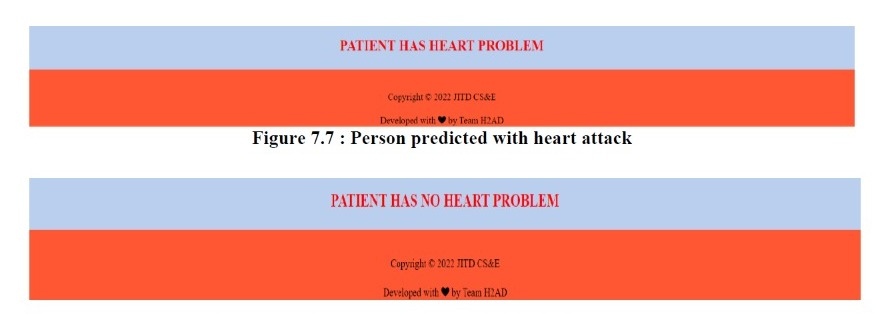 PATIENT HAS HEART PROBLEM
Copyright © 2022 JITD CS&E
Developed with ♥ by Team H2AD
Figure 7.7 : Person predicted with heart attack
PATIENT HAS NO HEART PROBLEM
Copyright © 2022 JITD CS&E
Developed with ♥ by Team H2AD